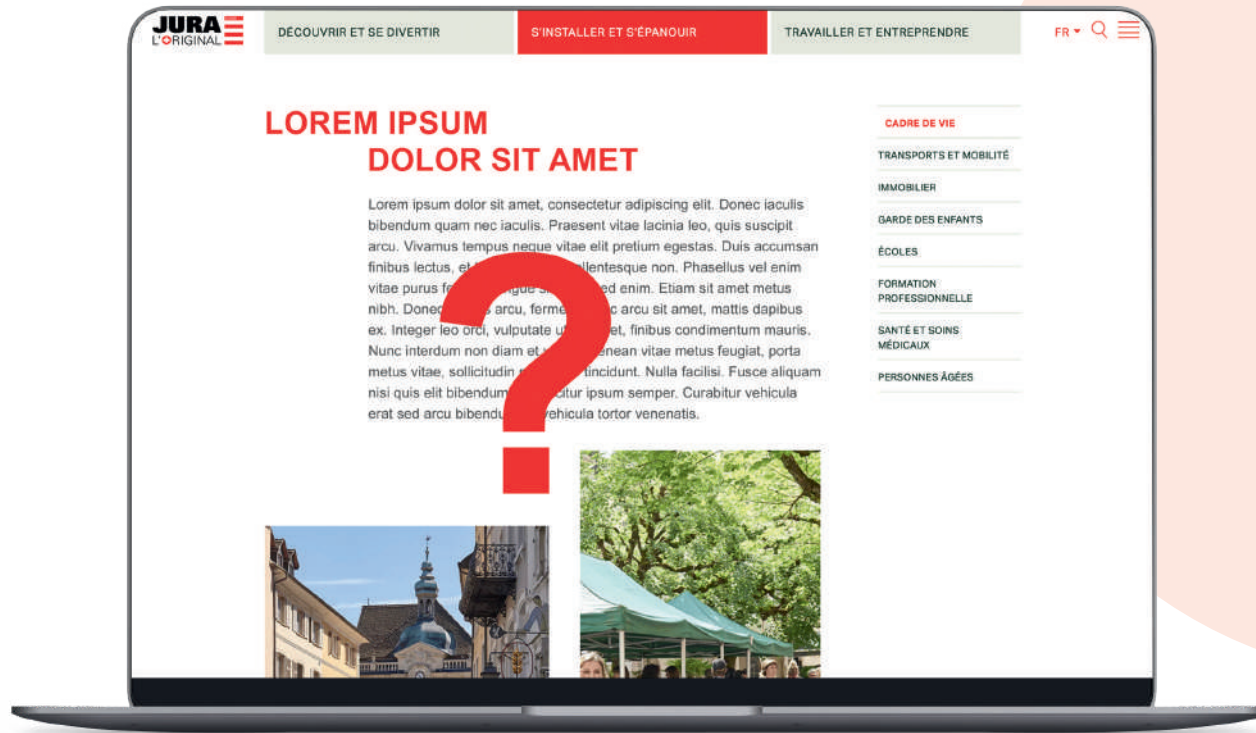 JURA
L'ORIGINAL
DÉCOUVRIR ET SE DIVERTIR
S'INSTALLER ET S'ÉPANOUIR
TRAVAILLER ET ENTREPRENDRE
FR
LOREM IPSUM
DOLOR SIT AMET
Lorem ipsum dolor sit amet, consectetur adipiscing elit. Donec iaculis
bibendum quam nec iaculis. Praesent vitae lacinia leo, quis suscipit
arcu. Vivamus tempus neque vitae elit pretium egestas. Duis accumsan
finibus lectus, et non. Phasellus vel enim
vitae purus enim. Etiam sit amet metus
nibh. Donec arcu, arcu sit amet, mattis dapibus
ex. Integer leo orci, vulputate finibus condimentum mauris.
Nunc interdum non diam et vitae metus feugiat, porta
metus vitae, sollicitudin tincidunt. Nulla facilisi. Fusce aliquam
nisi quis elit bibendum ipsum semper. Curabitur vehicula
erat sed arcu vehicula tortor venenatis.
?
CADRE DE VIE
TRANSPORTS ET MOBILITÉ
IMMOBILIER
GARDE DES ENFANTS
ÉCOLES
FORMATION
PROFESSIONNELLE
SANTÉ ET SOINS
MÉDICAUX
PERSONNES ÂGÉES